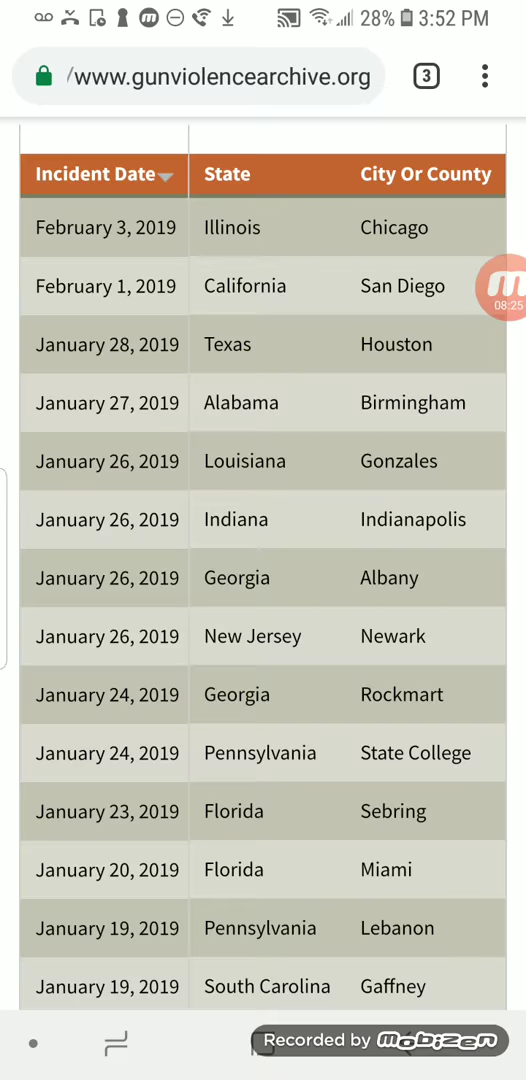 28% 3:52 PM
/www.gunviolencearchive.org 3
Incident Date State City Or County
February 3, 2019 Illinois Chicago
February 1, 2019 California San Diego
08:25
January 28, 2019 Texas Houston
January 27, 2019 Alabama Birmingham
January 26, 2019 Louisiana Gonzales
January 26, 2019 Indiana Indianapolis
January 26, 2019 Georgia Albany
January 26, 2019 New Jersey Newark
January 24, 2019 Georgia Rockmart
January 24, 2019 Pennsylvania State College
January 23, 2019 Florida Sebring
January 20, 2019 Florida Miami
January 19, 2019 Pennsylvania Lebanon
January 19, 2019 South Carolina Gaffney
Recorded by mobizen